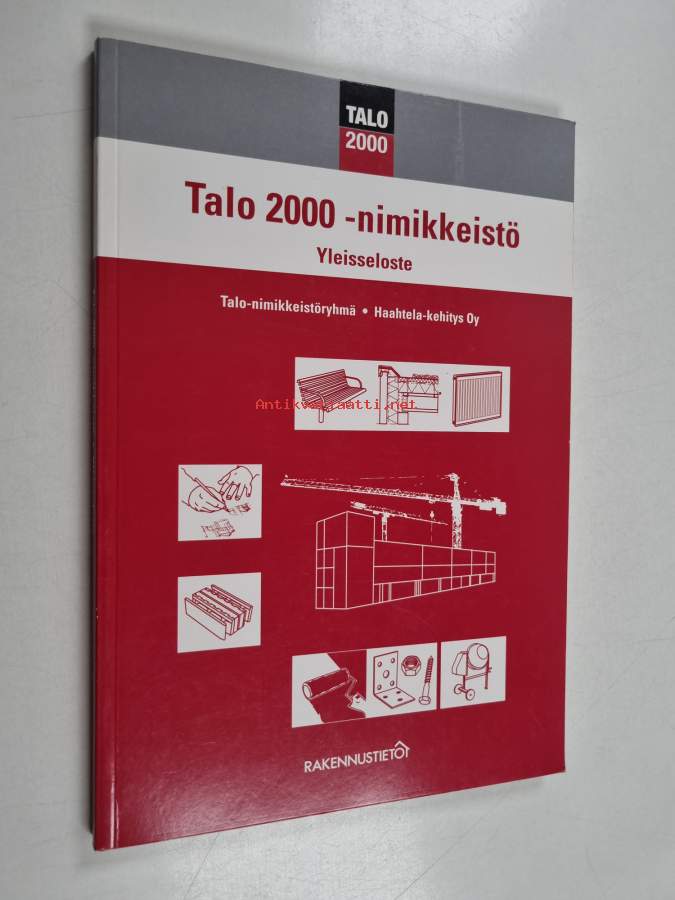 TALO
2000
Talo 2000 -nimikkeistö
Yleisseloste
Talo-nimikkeistöryhmä • Haahtela-kehitys Oy
Antikvariaatti.net
RAKENNUSTIETO